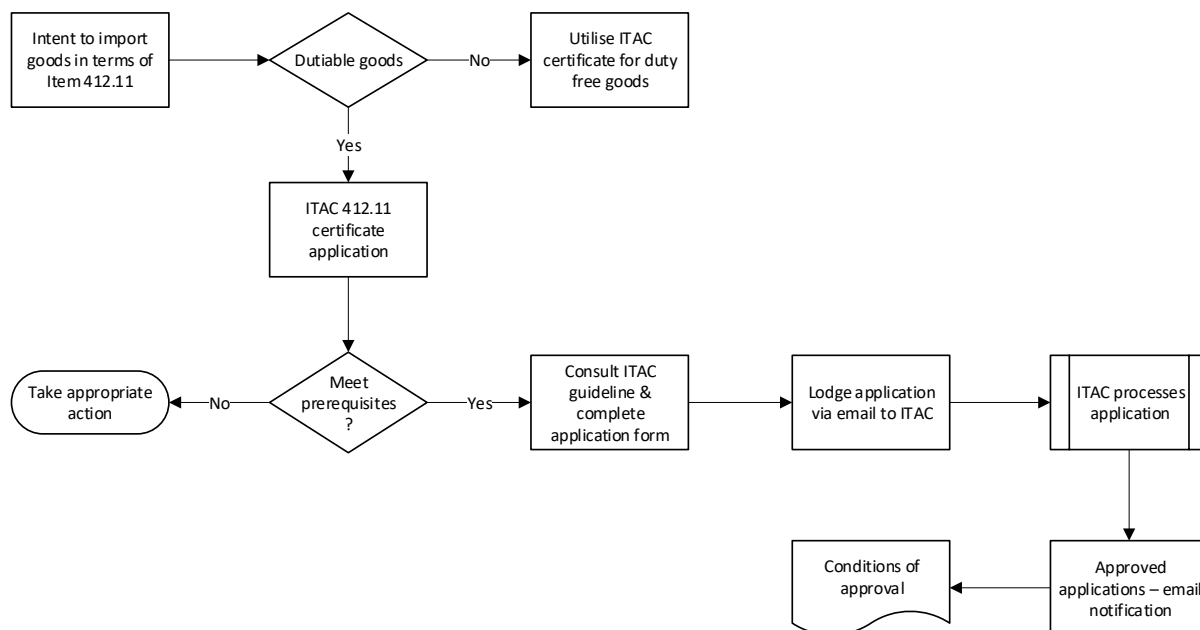 Intent to import
goods in terms of
Item 412.11
Dutiable goods
No
Utilise ITAC
certificate for duty
free goods
Yes
ITAC 412.11
certificate
application
Take appropriate
action
No
Meet
prerequisites
?
Yes
Consult ITAC
guideline &
complete
application form
Lodge application
via email to ITAC
ITAC processes
application
Conditions of
approval
Approved
applications – email
notification